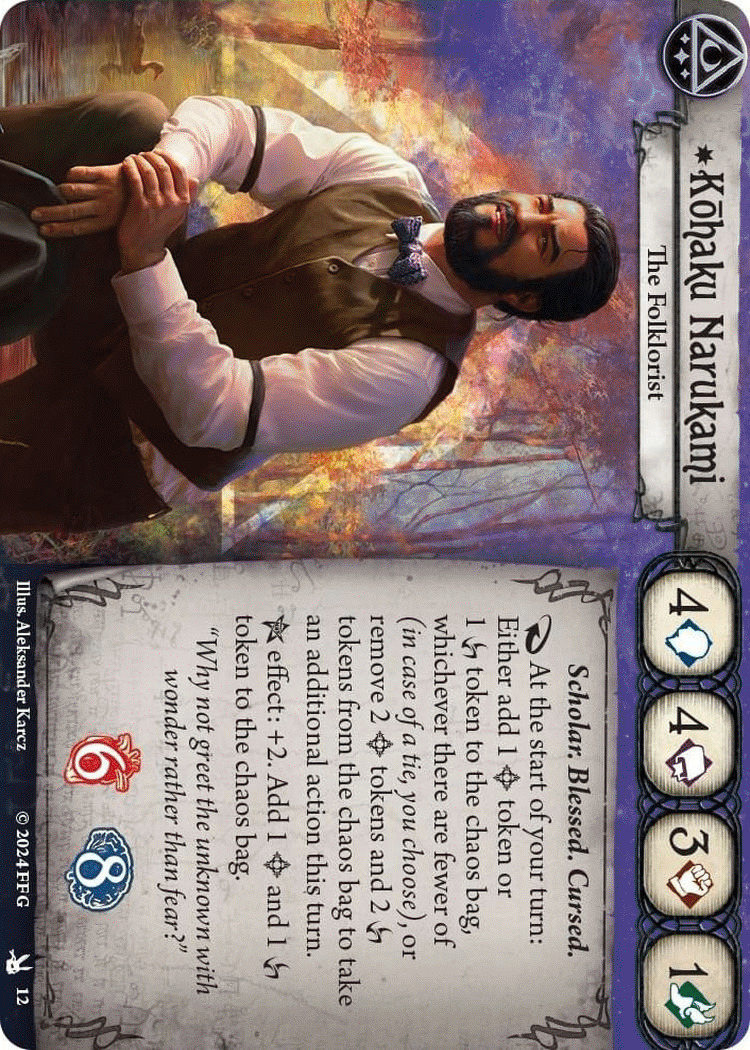 Kōhaku Narukami
The Folklorist
4 4 3 1
Scholar. Blessed. Cursed.
At the start of your turn:
Either add 1 token or
1 token to the chaos bag,
whichever there are fewer of
(in case of a tie, you choose), or
remove 2 tokens and 2
tokens from the chaos bag to take
an additional action this turn.
effect: +2. Add 1 and 1
token to the chaos bag.
“Why not greet the unknown with
wonder rather than fear?”
6 8
Illus. Aleksander Karcz © 2024 FFG 12